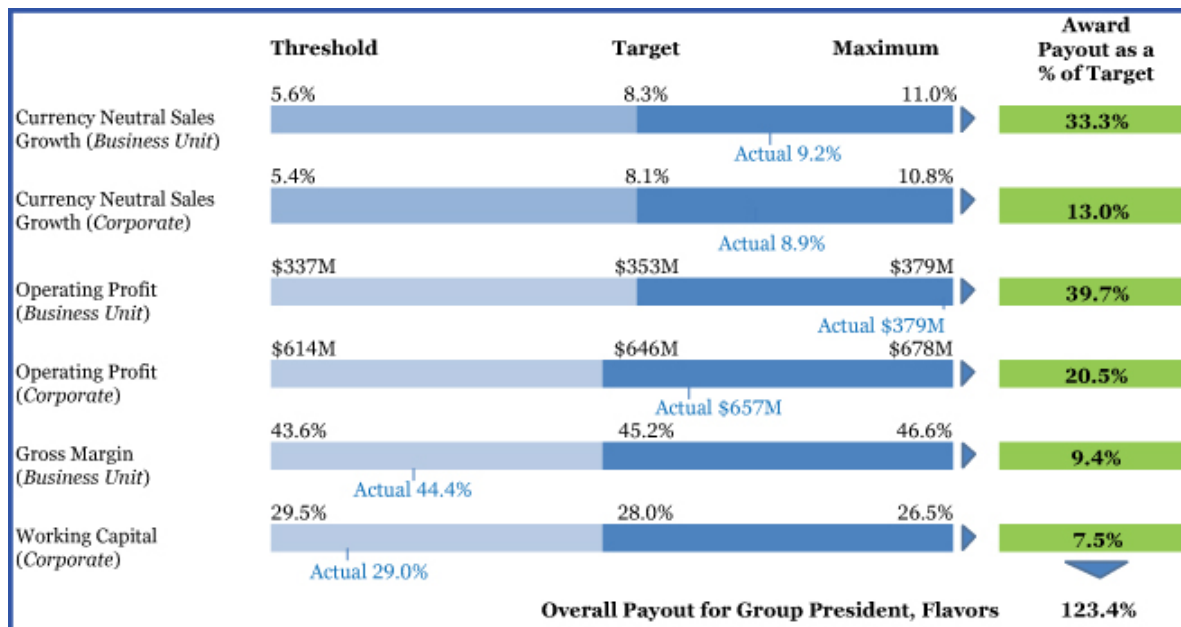 Threshold Target Maximum Award
Payout as a
% of Target
5.6% 8.3% 11.0%
Currency Neutral Sales
Growth (Business Unit)
33.3%
Actual 9.2%
5.4% 8.1% 10.8%
Currency Neutral Sales
Growth (Corporate)
13.0%
Actual 8.9%
$337M $353M $379M
Operating Profit
(Business Unit)
39.7%
Actual $379M
$614M $646M $678M
Operating Profit
(Corporate)
20.5%
Actual $657M
43.6% 45.2% 46.6%
Gross Margin
(Business Unit)
9.4%
Actual 44.4%
29.5% 28.0% 26.5%
Working Capital
(Corporate)
7.5%
Actual 29.0%
Overall Payout for Group President, Flavors 123.4%